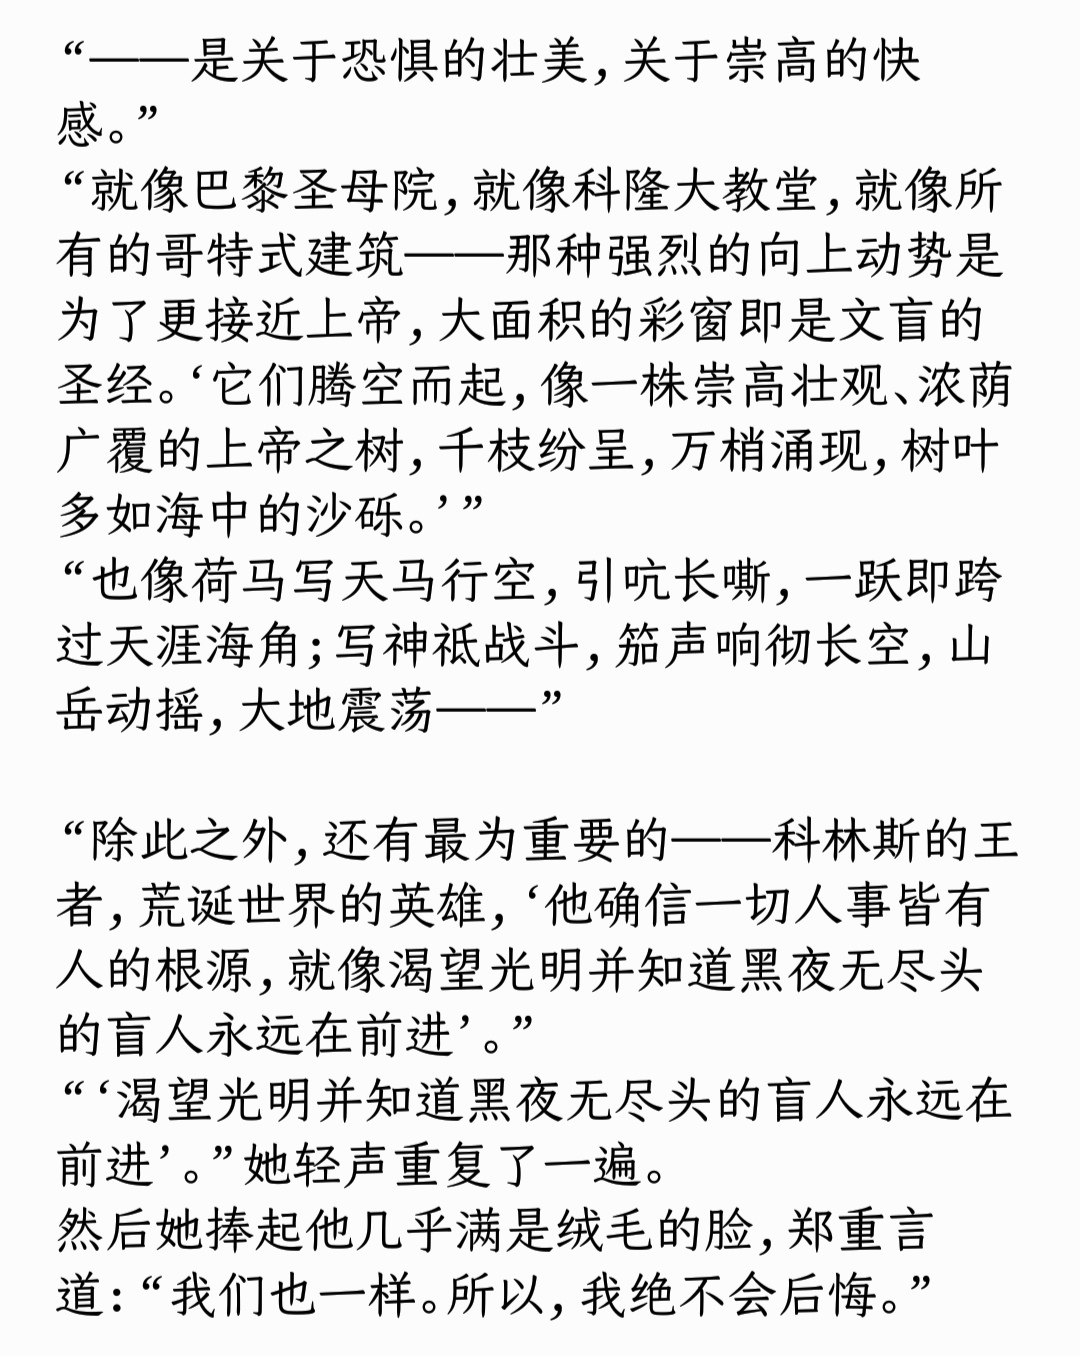 “——是关于恐惧的壮美，关于崇高的快
感。”
“就像巴黎圣母院，就像科隆大教堂，就像所
有的哥特式建筑——那种强烈的向上动势是
为了更接近上帝，大面积的彩窗即是文盲的
圣经。‘它们腾空而起，像一株崇高壮观、浓荫
广覆的上帝之树，千枝纷呈，万梢涌现，树叶
多如海中的沙砾。’”
“也像荷马写天马行空，引吭长嘶，一跃即跨
过天涯海角；写神祇战斗，笳声响彻长空，山
岳动摇，大地震荡——”
“除此之外，还有最为重要的——科林斯的王
者，荒诞世界的英雄，‘他确信一切人事皆有
人的根源，就像渴望光明并知道黑夜无尽头
的盲人永远在前进’。”
“‘渴望光明并知道黑夜无尽头的盲人永远在
前进’。”她轻声重复了一遍。
然后她捧起他几乎满是绒毛的脸，郑重言
道：“我们也一样。所以，我绝不会后悔。”